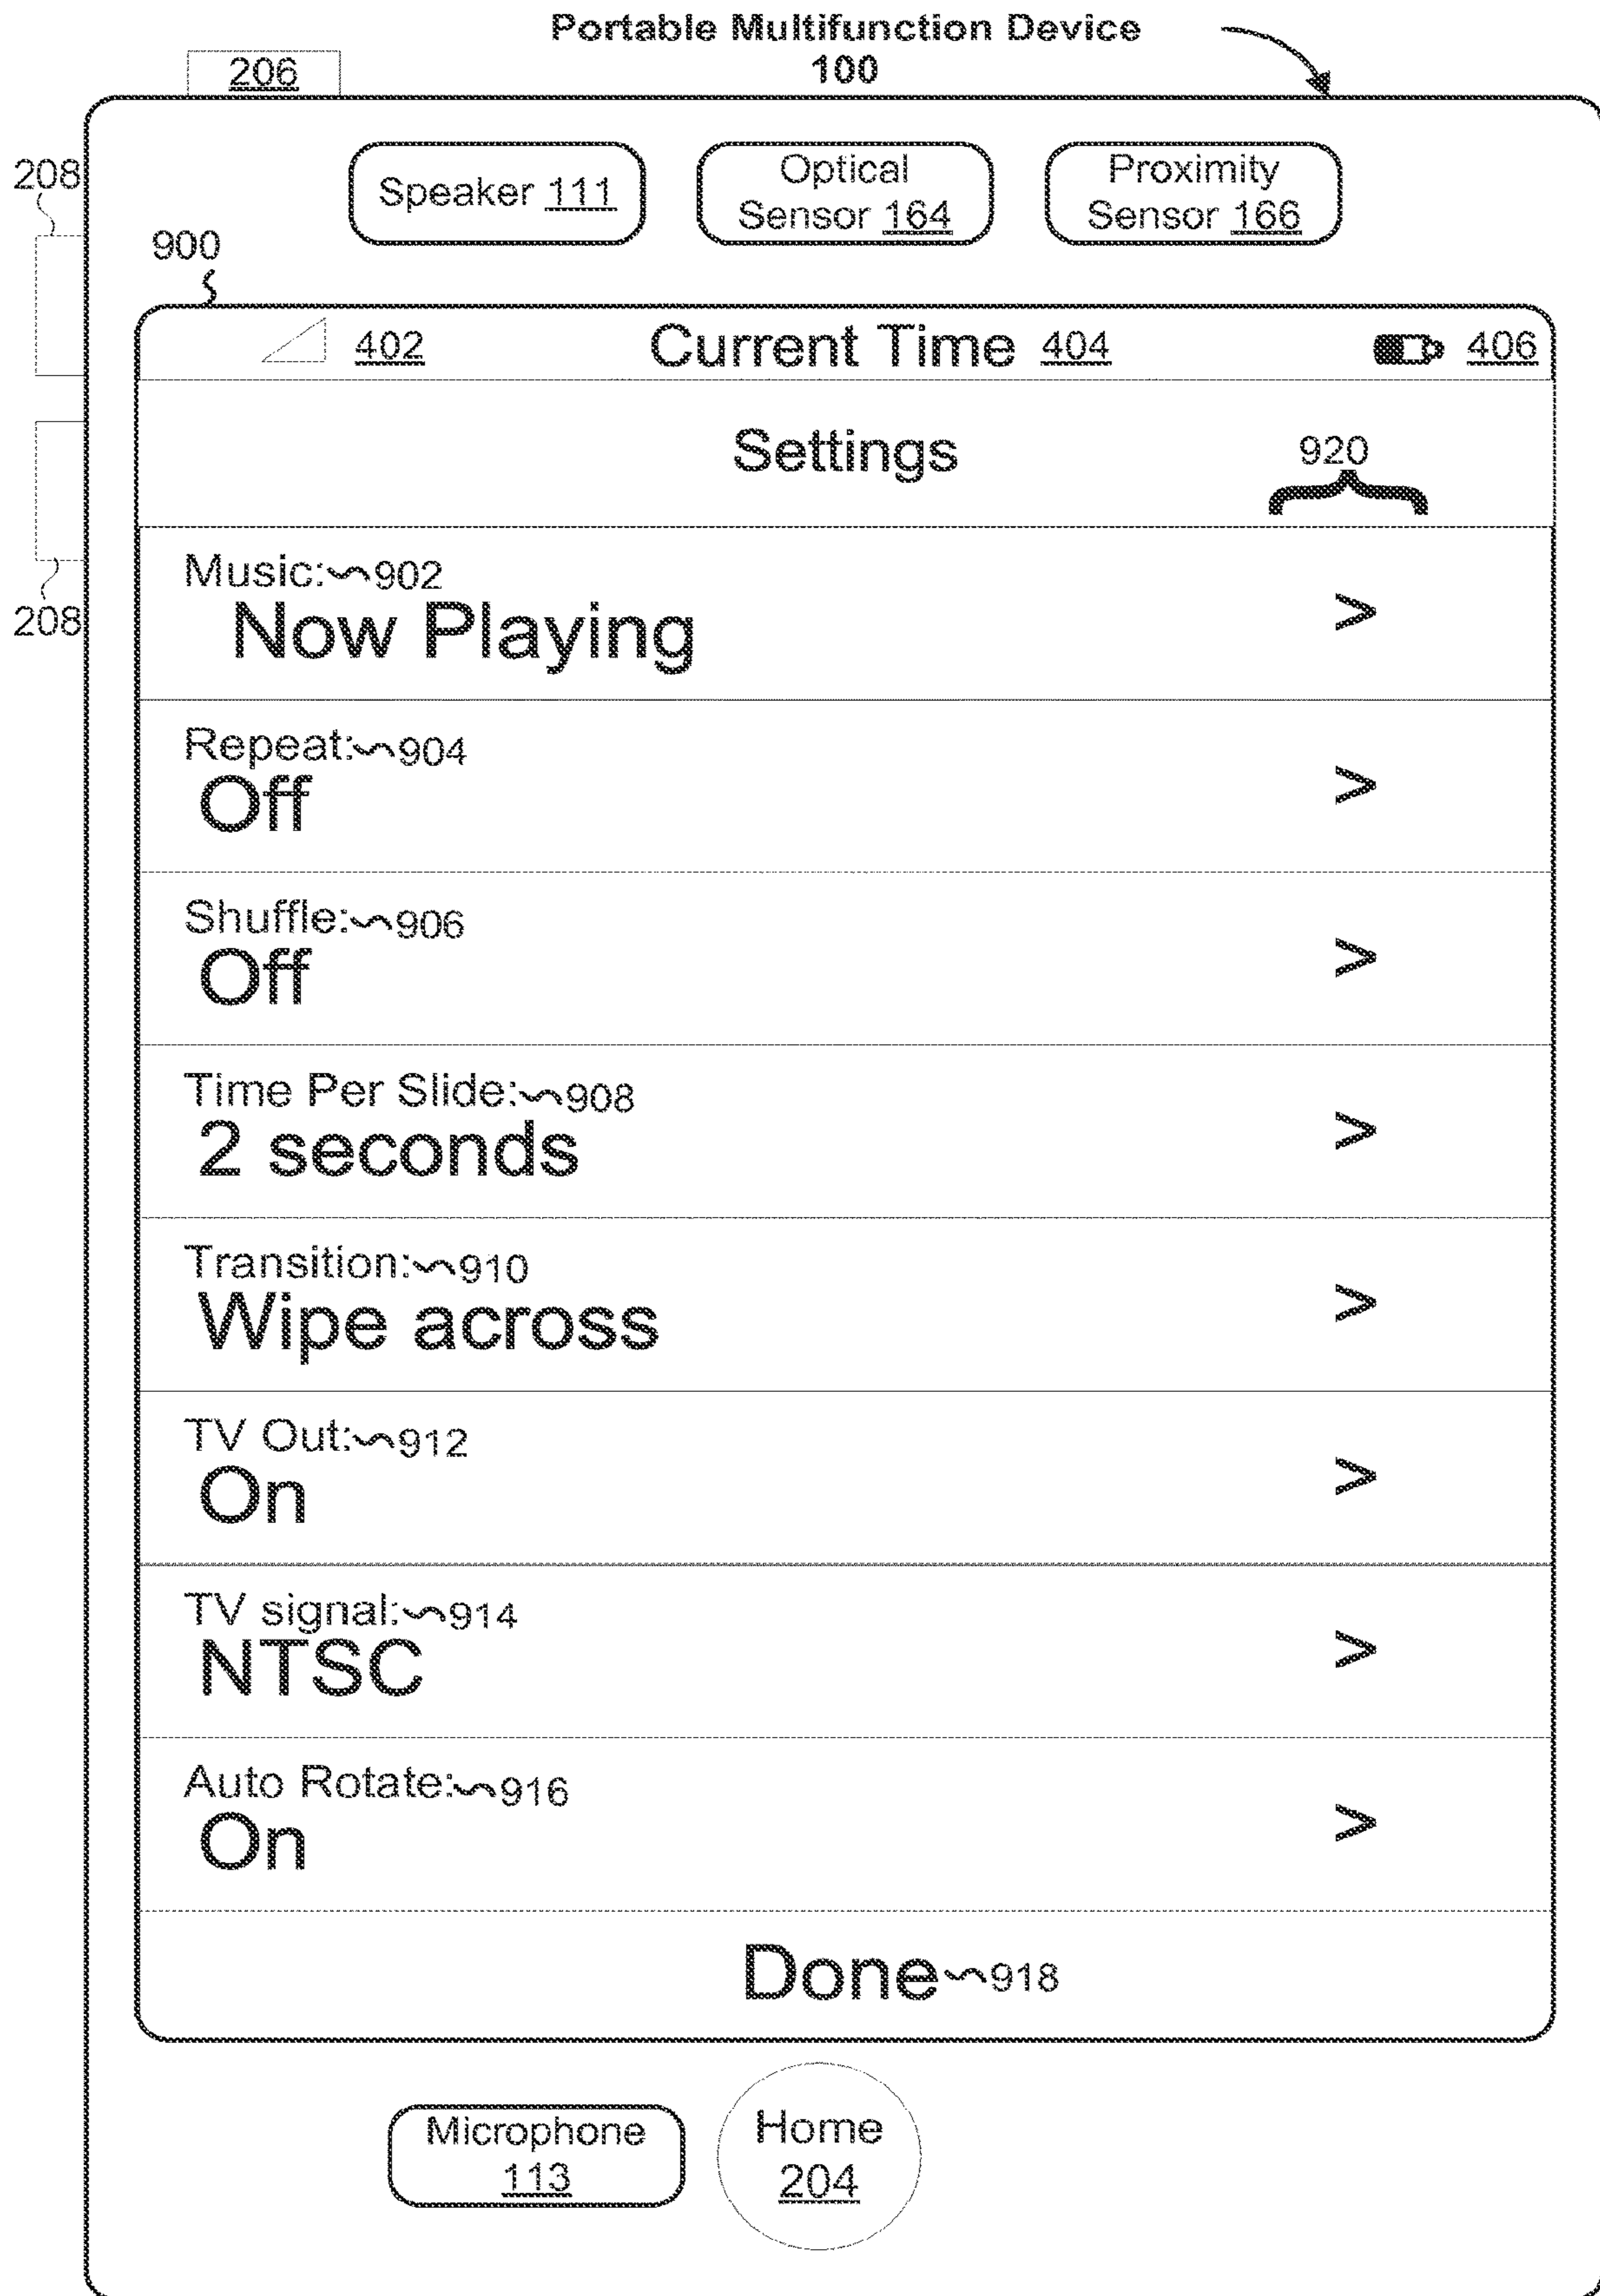 Portable Multifunction Device
100
206
208
Speaker 111
Optical
Sensor 164
Proximity
Sensor 166
900
402 Current Time 404 406
Settings
920
208
Music: 902
Now Playing
>
Repeat: 904
Off
>
Shuffle: 906
Off
>
Time Per Slide: 908
2 seconds
>
Transition: 910
Wipe across
>
TV Out: 912
On
>
TV signal: 914
NTSC
>
Auto Rotate: 916
On
>
Done 918
Microphone
113
Home
204